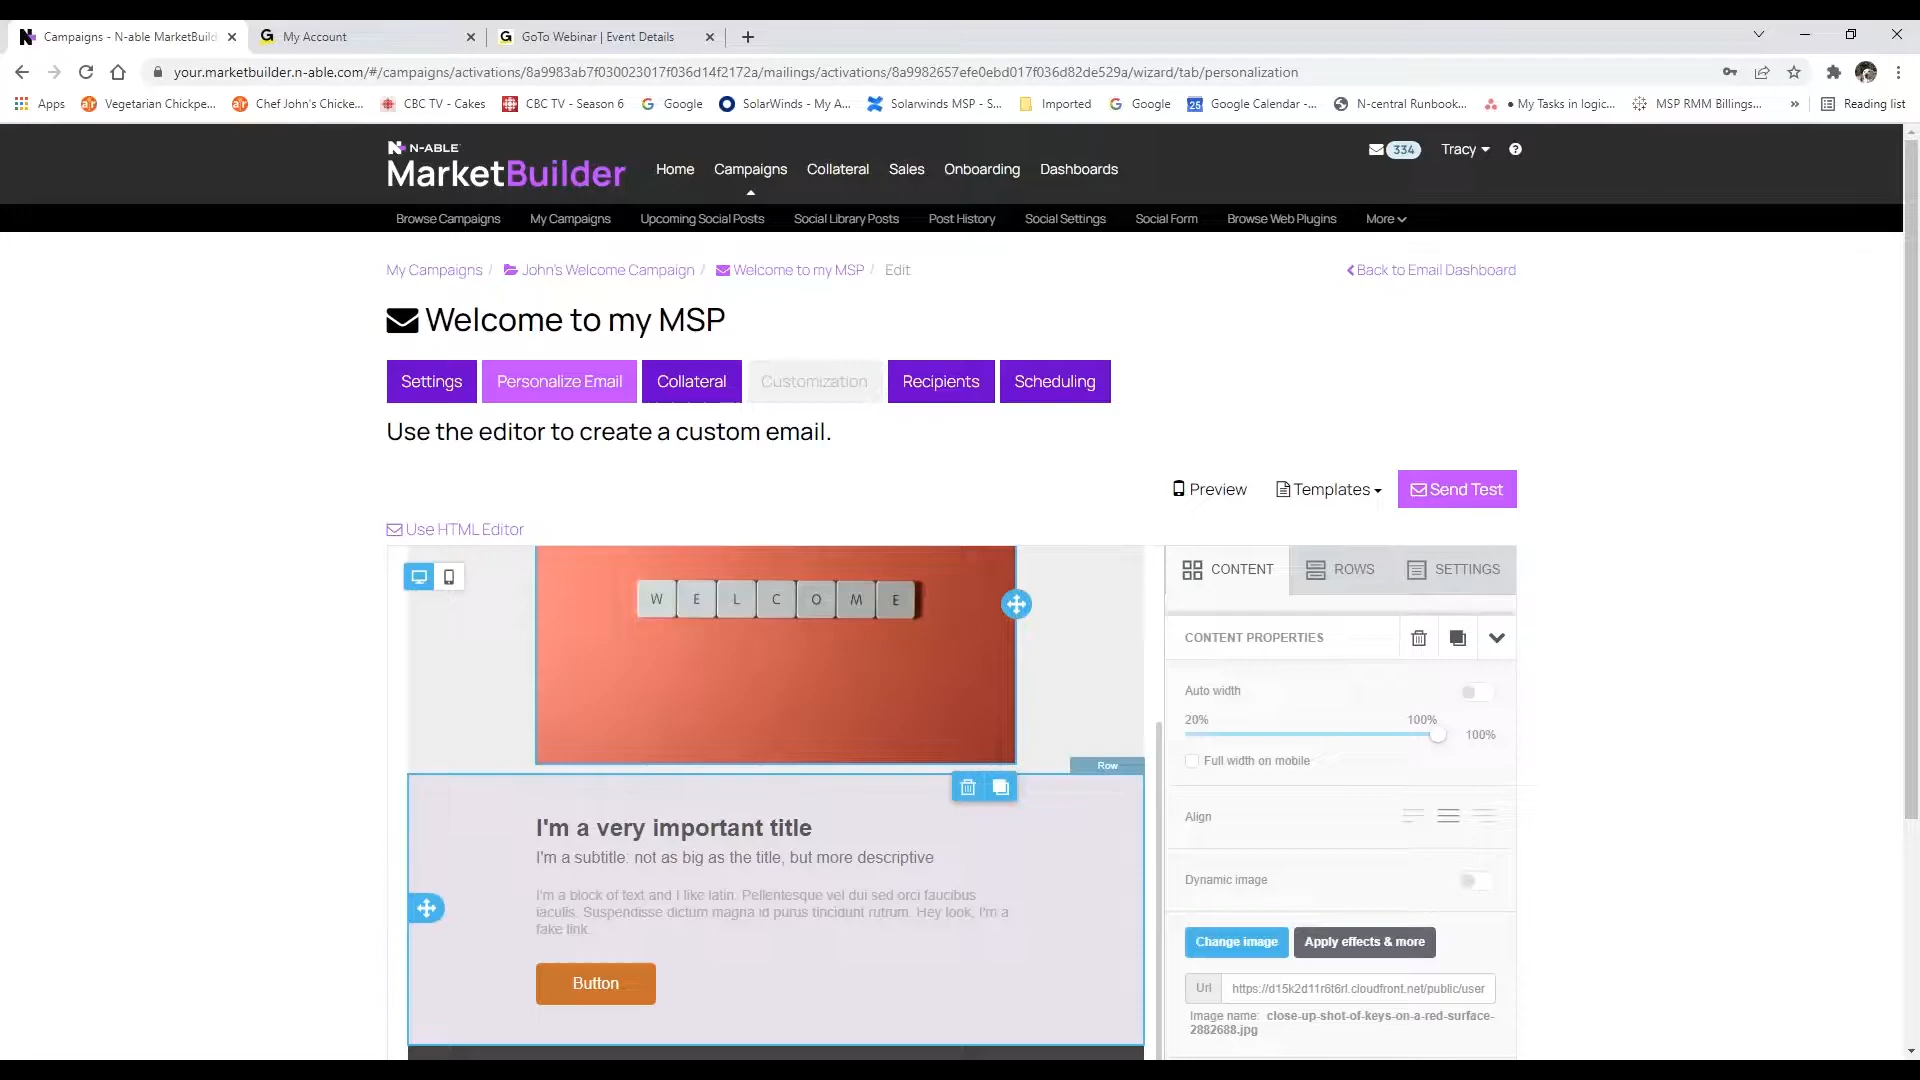 Campaigns - N-able MarketBuild
My Account
GoTo Webinar | Event Details
your.marketbuilder.n-able.com/#/campaigns/activations/8a9983ab7f030023017f036d14f2172a/mailings/activations/8a9982657efe0ebd017f036d82de529a/wizard/tab/personalization
Apps
Vegetarian Chickpe...
Chef John's Chicke...
CBC TV - Cakes
CBC TV - Season 6
Google
SolarWinds - My A...
Solarwinds MSP - S...
Imported
Google
Google Calendar -...
N-central Runbook...
● My Tasks in logic...
MSP RMM Billings...
»
Reading list
N-ABLE
MarketBuilder
Home
Campaigns
Collateral
Sales
Onboarding
Dashboards
334
Tracy
Browse Campaigns
My Campaigns
Upcoming Social Posts
Social Library Posts
Post History
Social Settings
Social Form
Browse Web Plugins
More
My Campaigns / John's Welcome Campaign / Welcome to my MSP / Edit
Back to Email Dashboard
Welcome to my MSP
Settings
Personalize Email
Collateral
Customization
Recipients
Scheduling
Use the editor to create a custom email.
Preview
Templates
Send Test
Use HTML Editor
W E L C O M E
CONTENT
ROWS
SETTINGS
CONTENT PROPERTIES
Auto width
20%
100%
100%
Full width on mobile
Row
Align
I'm a very important title
I'm a subtitle: not as big as the title, but more descriptive
I'm a block of text and I like latin. Pellentesque vel dui sed orci faucibus
iaculis. Suspendisse dictum magna id purus tincidunt rutrum. Hey look, I'm a
fake link.
Button
Dynamic image
Change image
Apply effects & more
Url
https://d15k2d11r6t6rl.cloudfront.net/public/user
Image name: close-up-shot-of-keys-on-a-red-surface-
2882688.jpg